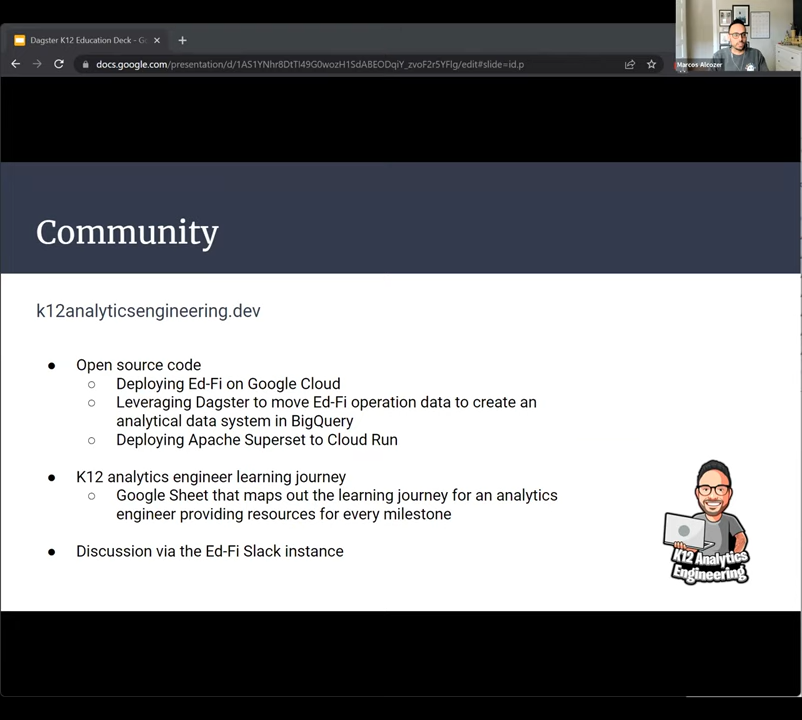 Dagster K12 Education Deck - G
docs.google.com/presentation/d/1AS1YNhr8DtTl49G0wozH1SdABEODqiY_zvoF2r5YFlg/edit#slide=id.p
Marcos Alcozer
Community
k12analyticsengineering.dev
● Open source code
○ Deploying Ed-Fi on Google Cloud
○ Leveraging Dagster to move Ed-Fi operation data to create an
analytical data system in BigQuery
○ Deploying Apache Superset to Cloud Run
● K12 analytics engineer learning journey
○ Google Sheet that maps out the learning journey for an analytics
engineer providing resources for every milestone
● Discussion via the Ed-Fi Slack instance
K12 Analytics
Engineering